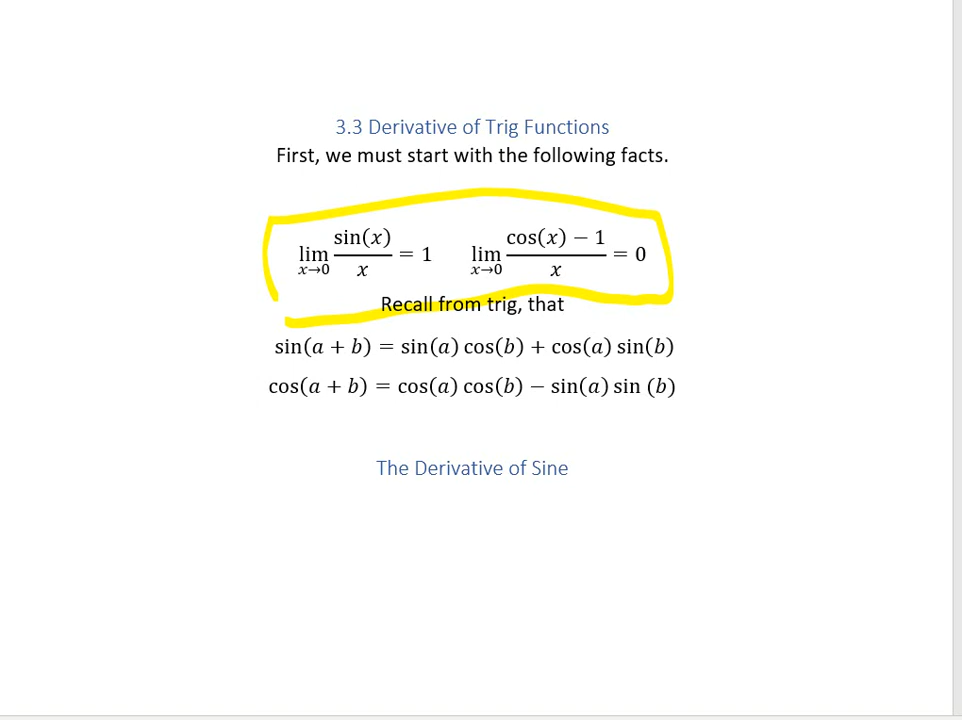 3.3 Derivative of Trig Functions
First, we must start with the following facts.
lim x→0 sin(x)/x = 1 lim x→0 cos(x) − 1/x = 0
Recall from trig, that
sin(a + b) = sin(a) cos(b) + cos(a) sin(b)
cos(a + b) = cos(a) cos(b) − sin(a) sin (b)
The Derivative of Sine